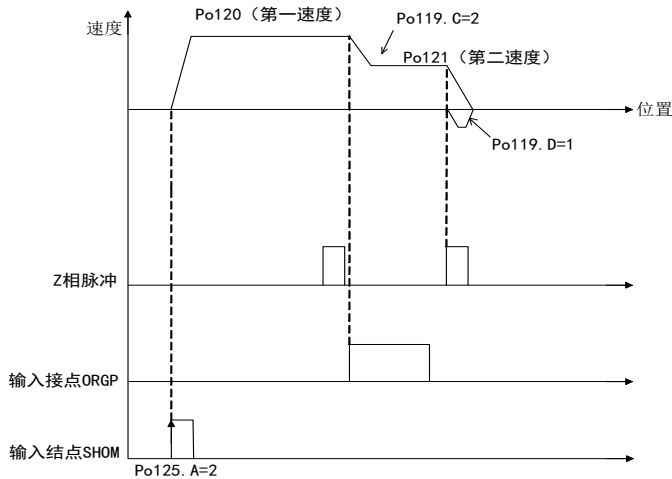 Po120（第一速度）
Po119.C=2
速度
Po121（第二速度）
位置
Po119.D=1
Z相脉冲
输入接点ORGP
输入结点SHOM
Po125.A=2